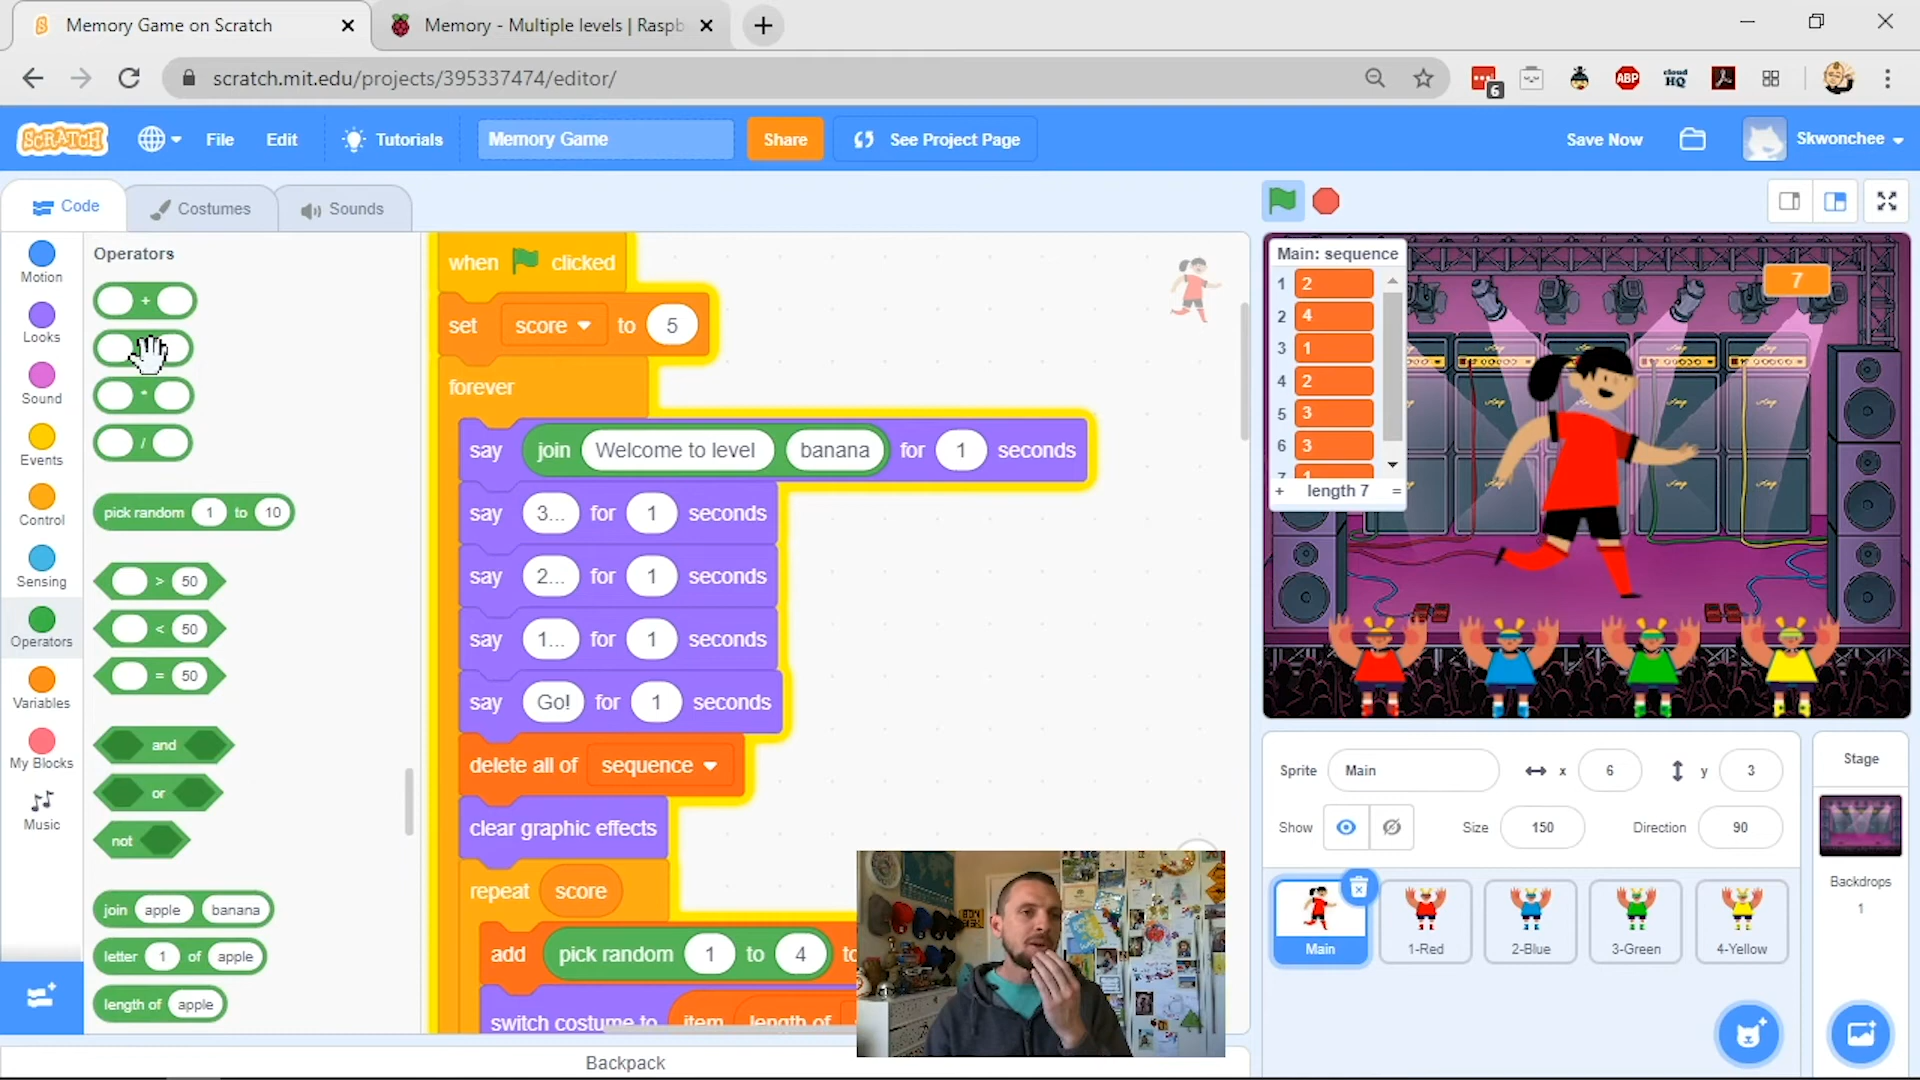 Memory Game on Scratch
Memory - Multiple levels | Raspb
scratch.mit.edu/projects/395337474/editor/
6
ABP
cloud
HQ
SCRATCH
File
Edit
Tutorials
Memory Game
Share
See Project Page
Save Now
Skwonchee
Code
Costumes
Sounds
Motion
Looks
Sound
Events
Control
Sensing
Operators
Variables
My Blocks
Music
Operators
+
*
/
pick random 1 to 10
> 50
< 50
= 50
and
or
not
join apple banana
letter 1 of apple
length of apple
when clicked
set score to 5
forever
say join Welcome to level banana for 1 seconds
say 3... for 1 seconds
say 2... for 1 seconds
say 1... for 1 seconds
say Go! for 1 seconds
delete all of sequence
clear graphic effects
repeat score
add pick random 1 to 4 to
switch costume to item length of
Backpack
Main: sequence
1 2
2 4
3 1
4 2
5 3
6 3
7 1
+ length 7 =
7
Sprite Main x 6 y 3
Show Size 150 Direction 90
Main
1-Red
2-Blue
3-Green
4-Yellow
Stage
Backdrops
1